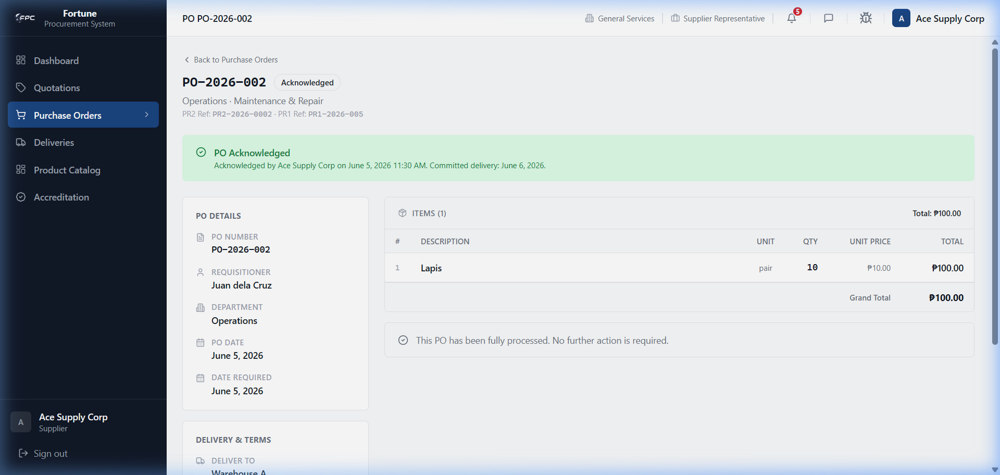 FPC
Fortune
Procurement System
Dashboard
Quotations
Purchase Orders
Deliveries
Product Catalog
Accreditation
A
Ace Supply Corp
Supplier
Sign out
PO PO-2026-002
General Services
Supplier Representative
5
A
Ace Supply Corp
Back to Purchase Orders
PO-2026-002 Acknowledged
Operations · Maintenance & Repair
PR2 Ref: PR2-2026-0002 · PR1 Ref: PR1-2026-005
PO Acknowledged
Acknowledged by Ace Supply Corp on June 5, 2026 11:30 AM. Committed delivery: June 6, 2026.
PO DETAILS
PO NUMBER
PO-2026-002
REQUISITIONER
Juan dela Cruz
DEPARTMENT
Operations
PO DATE
June 5, 2026
DATE REQUIRED
June 5, 2026
DELIVERY & TERMS
DELIVER TO
Warehouse A
ITEMS (1) Total: ₱100.00
# DESCRIPTION UNIT QTY UNIT PRICE TOTAL
1 Lapis pair 10 ₱10.00 ₱100.00
Grand Total ₱100.00
This PO has been fully processed. No further action is required.